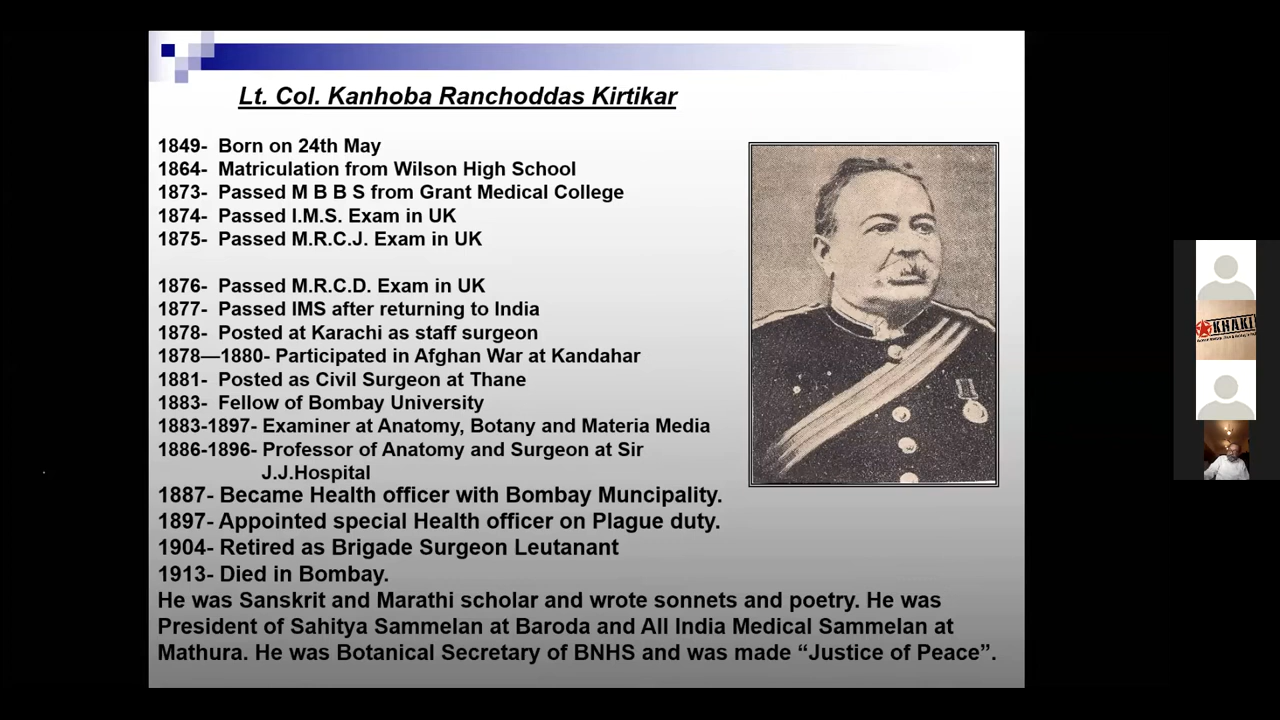 Lt. Col. Kanhoba Ranchoddas Kirtikar
1849- Born on 24th May
1864- Matriculation from Wilson High School
1873- Passed M B B S from Grant Medical College
1874- Passed I.M.S. Exam in UK
1875- Passed M.R.C.J. Exam in UK
1876- Passed M.R.C.D. Exam in UK
1877- Passed IMS after returning to India
1878- Posted at Karachi as staff surgeon
1878—1880- Participated in Afghan War at Kandahar
1881- Posted as Civil Surgeon at Thane
1883- Fellow of Bombay University
1883-1897- Examiner at Anatomy, Botany and Materia Media
1886-1896- Professor of Anatomy and Surgeon at Sir
J.J.Hospital
1887- Became Health officer with Bombay Muncipality.
1897- Appointed special Health officer on Plague duty.
1904- Retired as Brigade Surgeon Leutanant
1913- Died in Bombay.
He was Sanskrit and Marathi scholar and wrote sonnets and poetry. He was
President of Sahitya Sammelan at Baroda and All India Medical Sammelan at
Mathura. He was Botanical Secretary of BNHS and was made “Justice of Peace”.
KHAKI